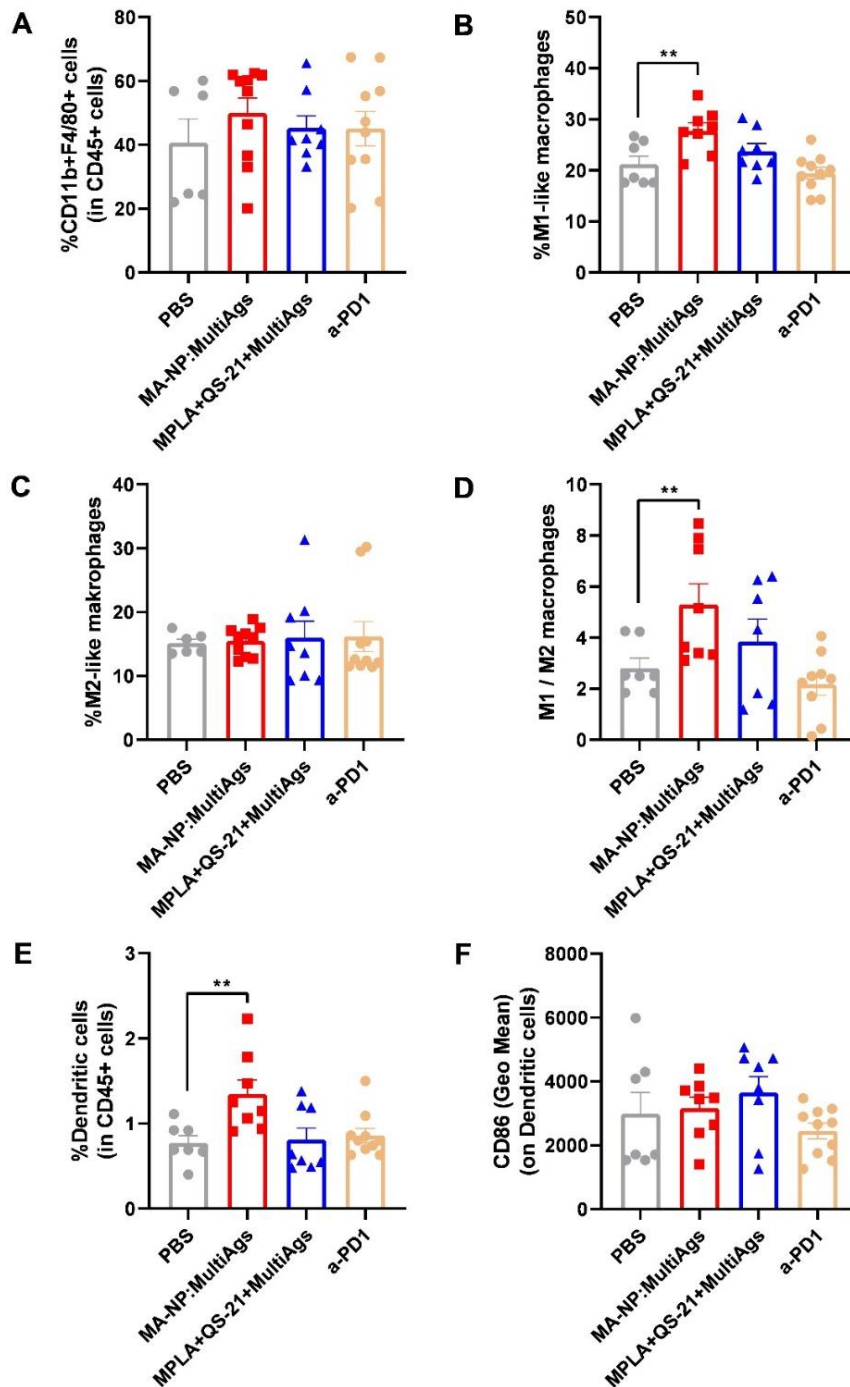 A
%CD11b+F4/80+ cells
(in CD45+ cells)
80
60
40
20
0
PBS
MA-NP:MultiAgs
MPLA+QS-21+MultiAgs
a-PD1
B
%M1-like macrophages
50
40
30
20
10
0
**
PBS
MA-NP:MultiAgs
MPLA+QS-21+MultiAgs
a-PD1
C
%M2-like makrophages
40
30
20
10
0
PBS
MA-NP:MultiAgs
MPLA+QS-21+MultiAgs
a-PD1
D
M1 / M2 macrophages
10
8
6
4
2
0
**
PBS
MA-NP:MultiAgs
MPLA+QS-21+MultiAgs
a-PD1
E
%Dendritic cells
(in CD45+ cells)
3
2
1
0
**
PBS
MA-NP:MultiAgs
MPLA+QS-21+MultiAgs
a-PD1
F
CD86 (Geo Mean)
(on Dendritic cells)
8000
6000
4000
2000
0
PBS
MA-NP:MultiAgs
MPLA+QS-21+MultiAgs
a-PD1